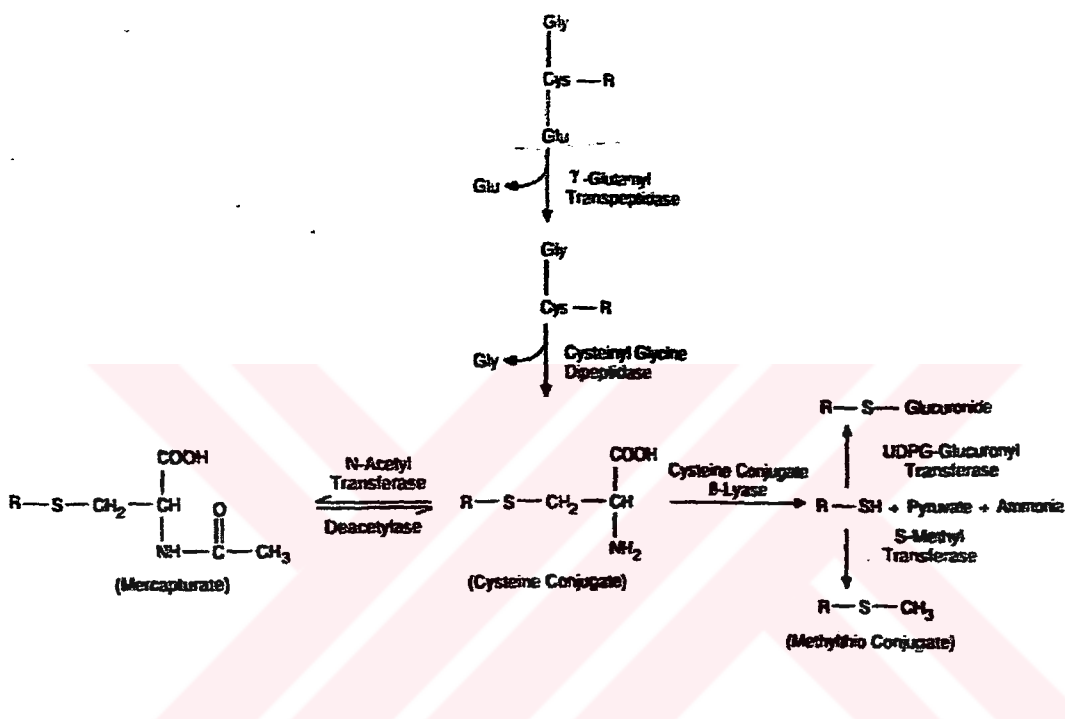 Gly
Cys — R
Glu
Glu
γ-Glutamyl
Transpeptidase
Gly
Cys — R
Gly
Cysteinyl Glycine
Dipeptidase
R — S — Glucuronide
UDPG-Glucuronyl
Transferase
COOH
R — S — CH₂ — CH
NH — C — CH₃
O
(Mercapturate)
N-Acetyl
Transferase
Deacetylase
COOH
R — S — CH₂ — CH
NH₂
(Cysteine Conjugate)
Cysteine Conjugate
β-Lyase
R — SH + Pyruvate + Ammonia
S-Methyl
Transferase
R — S — CH₃
(Methylthio Conjugate)